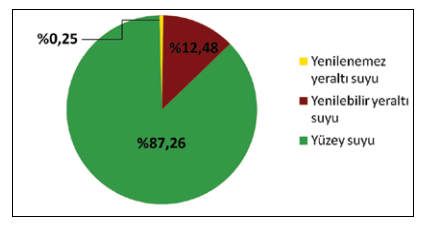 %0,25
%12,48
%87,26
Yenilenemez
yeraltı suyu
Yenilebilir yeraltı
suyu
Yüzey suyu